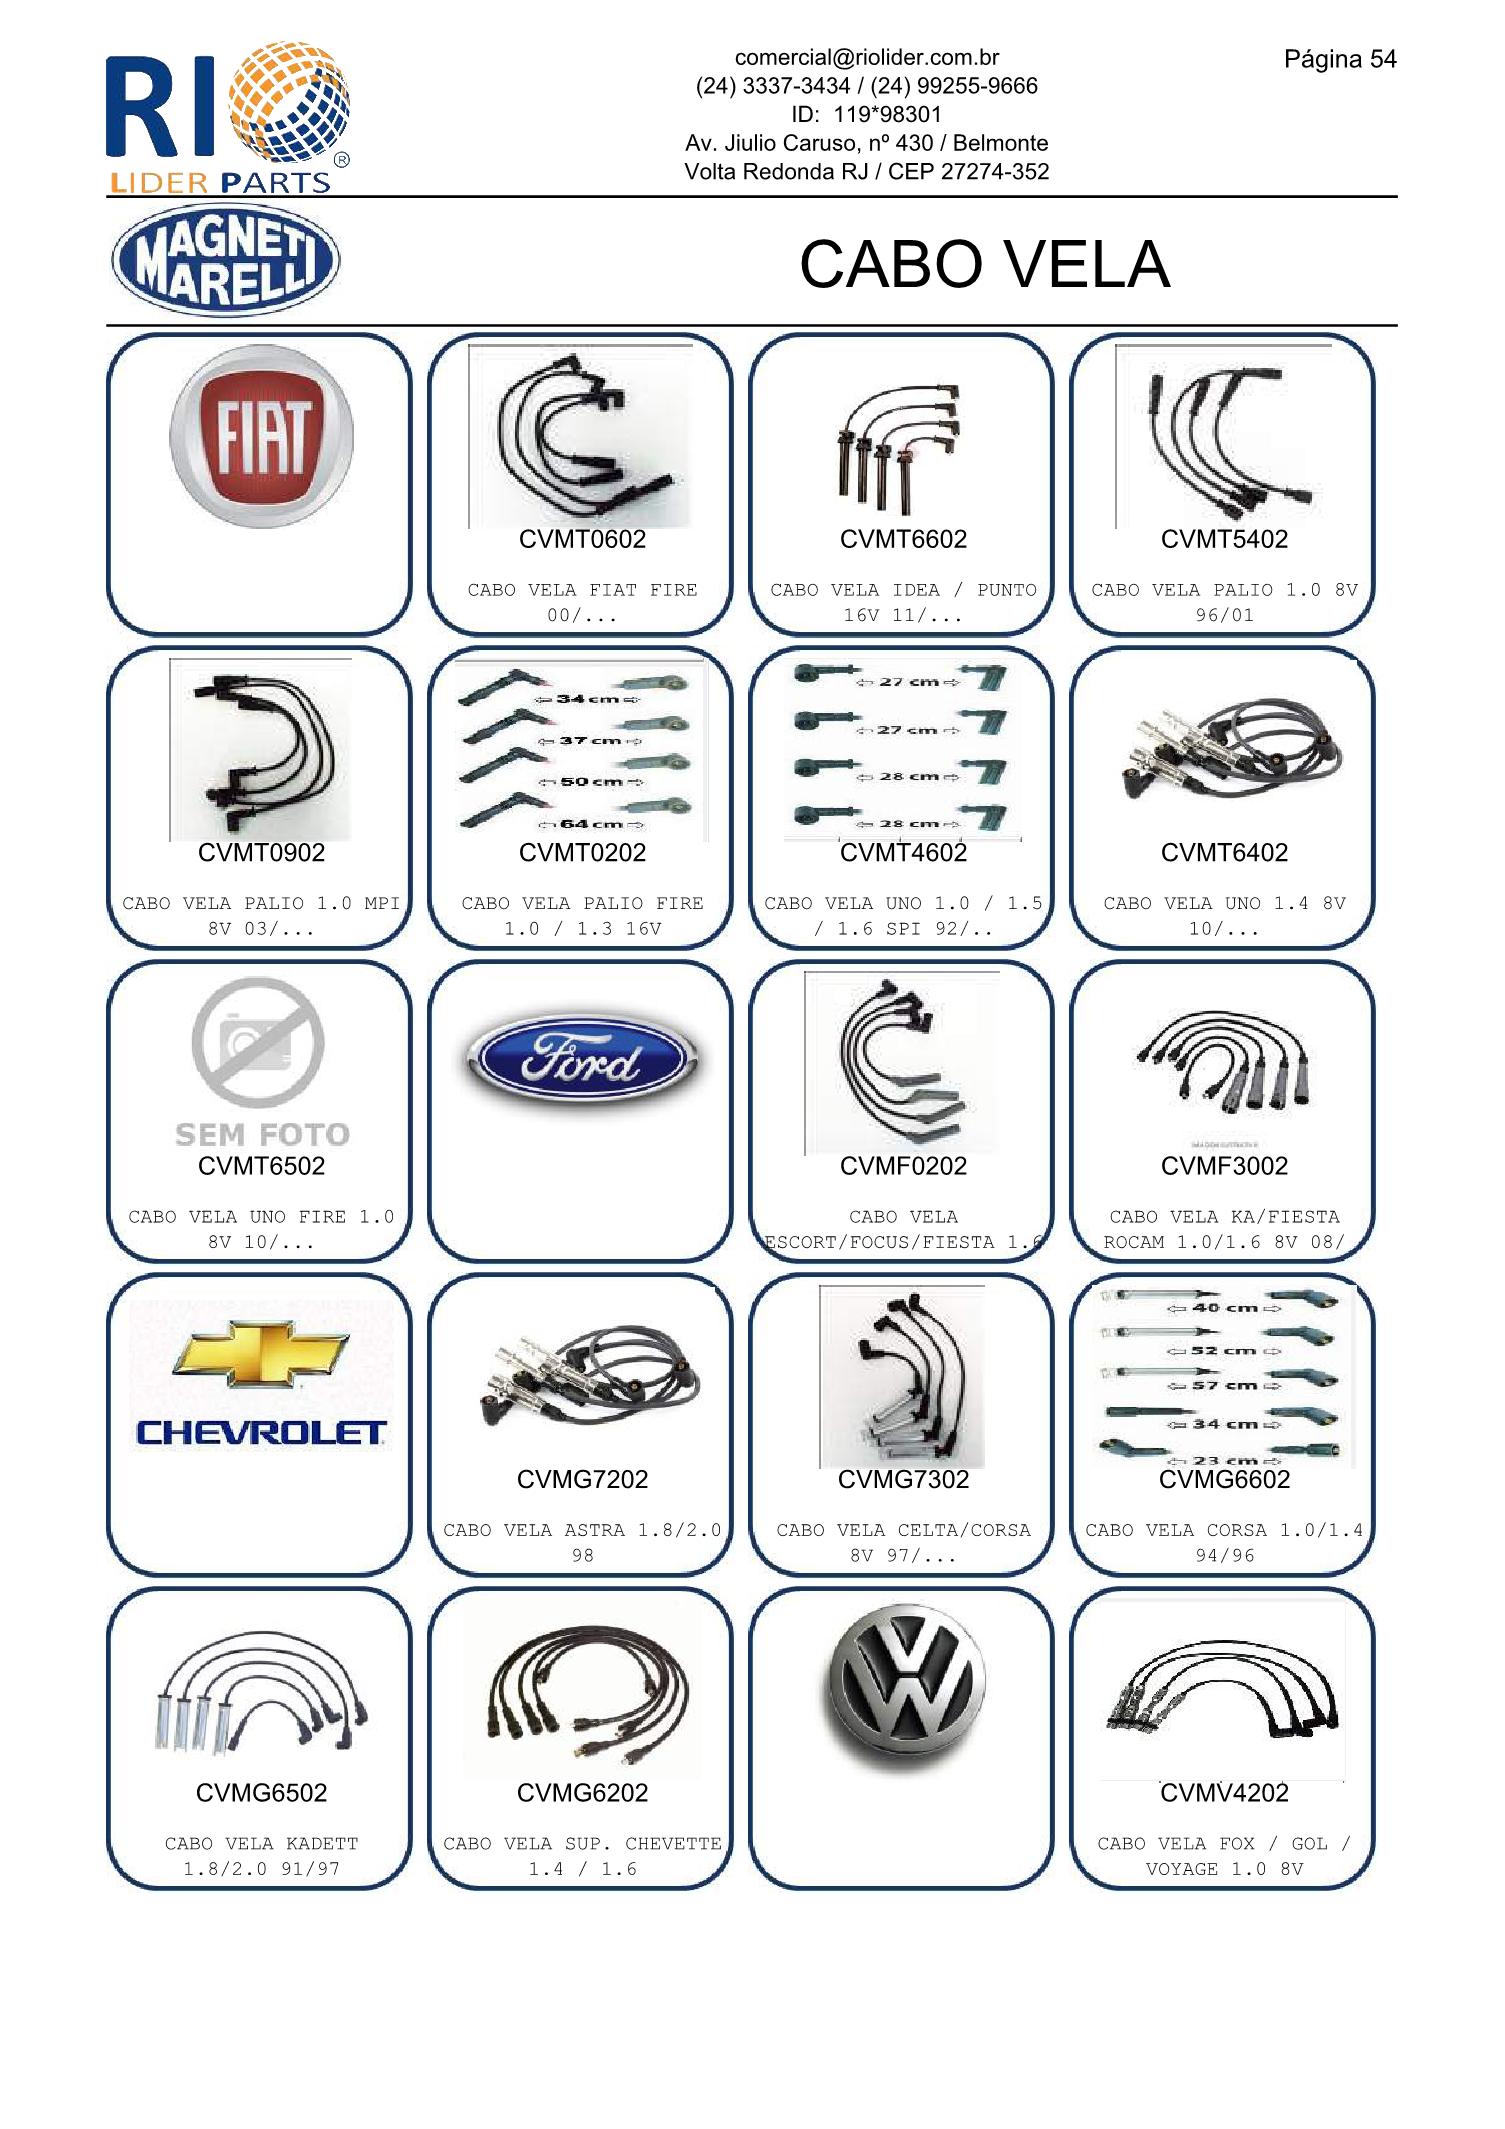 RIO
LIDER PARTS
®
comercial@riolider.com.br
(24) 3337-3434 / (24) 99255-9666
ID: 119*98301
Av. Jiulio Caruso, nº 430 / Belmonte
Volta Redonda RJ / CEP 27274-352
Página 54
MAGNETI
MARELLI
CABO VELA
FIAT
CVMT0602
CABO VELA FIAT FIRE
00/...
CVMT6602
CABO VELA IDEA / PUNTO
16V 11/...
CVMT5402
CABO VELA PALIO 1.0 8V
96/01
CVMT0902
CABO VELA PALIO 1.0 MPI
8V 03/...
34 cm
37 cm
50 cm
64 cm
CVMT0202
CABO VELA PALIO FIRE
1.0 / 1.3 16V
27 cm
27 cm
28 cm
28 cm
CVMT4602
CABO VELA UNO 1.0 / 1.5
/ 1.6 SPI 92/..
CVMT6402
CABO VELA UNO 1.4 8V
10/...
SEM FOTO
CVMT6502
CABO VELA UNO FIRE 1.0
8V 10/...
Ford
CVMF0202
CABO VELA
ESCORT/FOCUS/FIESTA 1.6
CVMF3002
CABO VELA KA/FIESTA
ROCAM 1.0/1.6 8V 08/
CHEVROLET
CVMG7202
CABO VELA ASTRA 1.8/2.0
98
CVMG7302
CABO VELA CELTA/CORSA
8V 97/...
40 cm
52 cm
57 cm
34 cm
23 cm
CVMG6602
CABO VELA CORSA 1.0/1.4
94/96
CVMG6502
CABO VELA KADETT
1.8/2.0 91/97
CVMG6202
CABO VELA SUP. CHEVETTE
1.4 / 1.6
VW
CVMV4202
CABO VELA FOX / GOL /
VOYAGE 1.0 8V